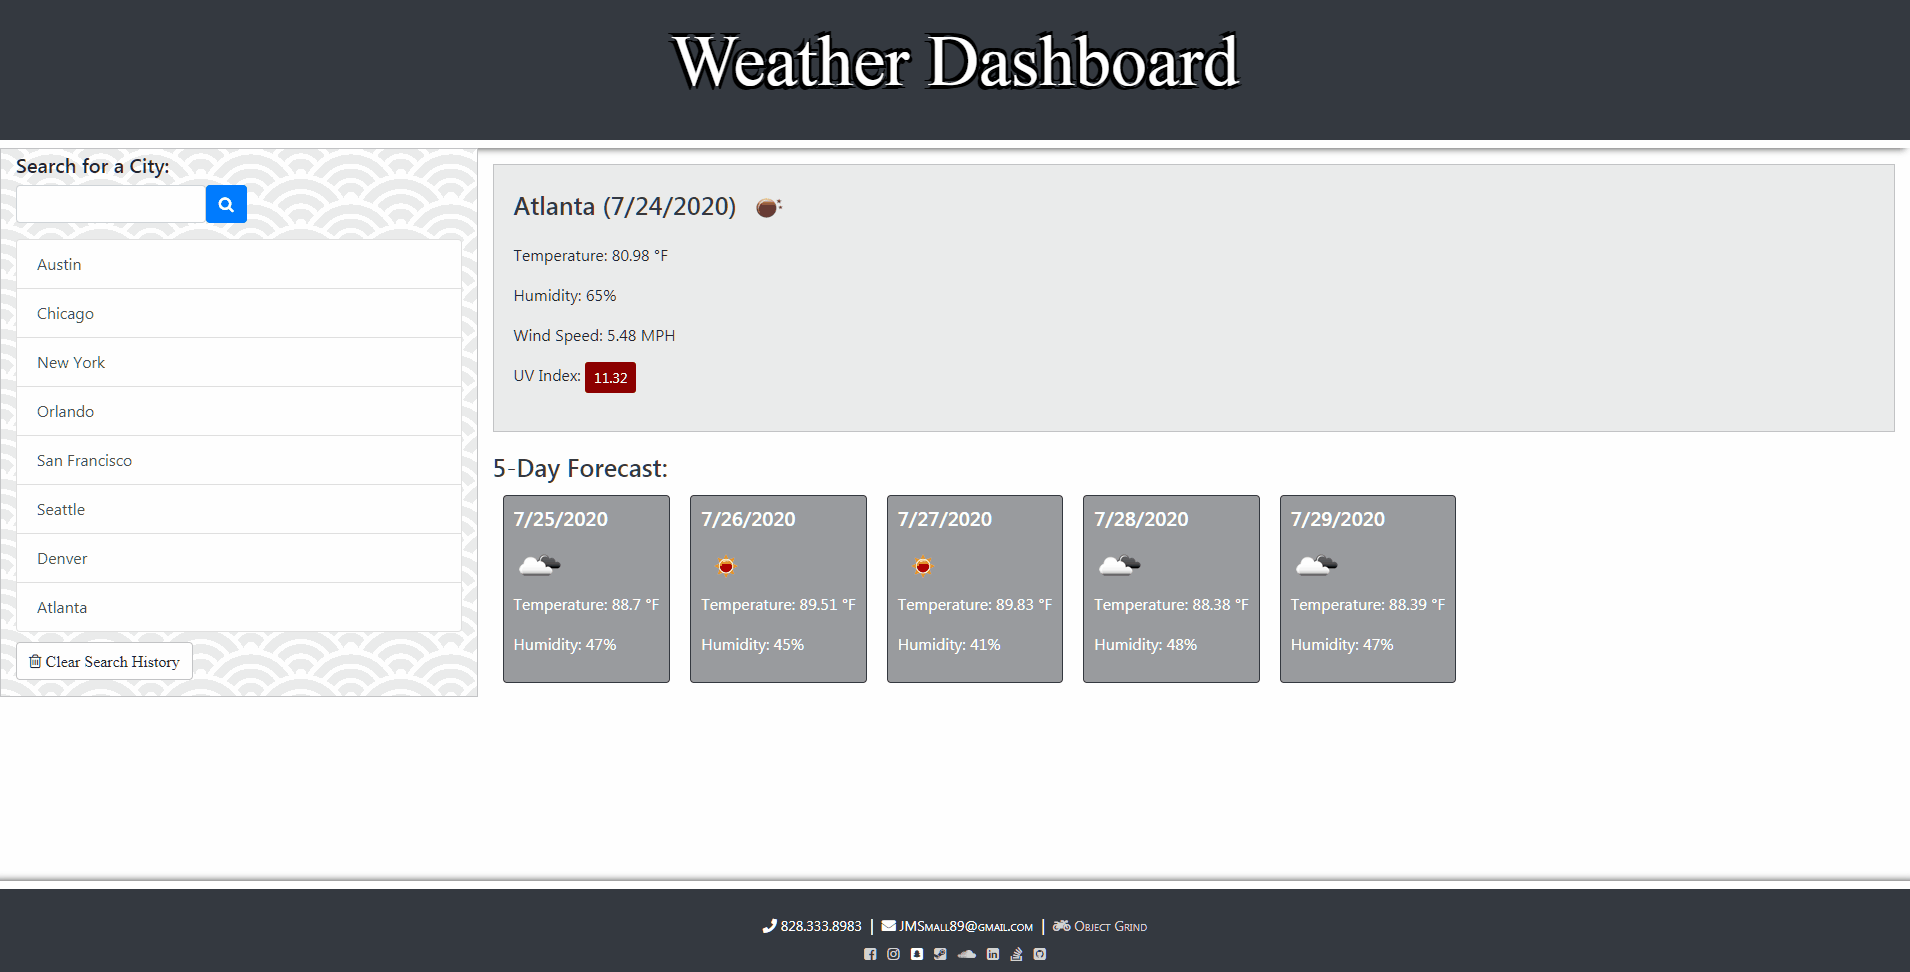 Weather Dashboard
Search for a City:
Austin
Chicago
New York
Orlando
San Francisco
Seattle
Denver
Atlanta
Clear Search History
Atlanta (7/24/2020)
Temperature: 80.98 °F
Humidity: 65%
Wind Speed: 5.48 MPH
UV Index: 11.32
5-Day Forecast:
7/25/2020
Temperature: 88.7 °F
Humidity: 47%
7/26/2020
Temperature: 89.51 °F
Humidity: 45%
7/27/2020
Temperature: 89.83 °F
Humidity: 41%
7/28/2020
Temperature: 88.38 °F
Humidity: 48%
7/29/2020
Temperature: 88.39 °F
Humidity: 47%
828.333.8983 | JMSmall89@gmail.com | Object Grind